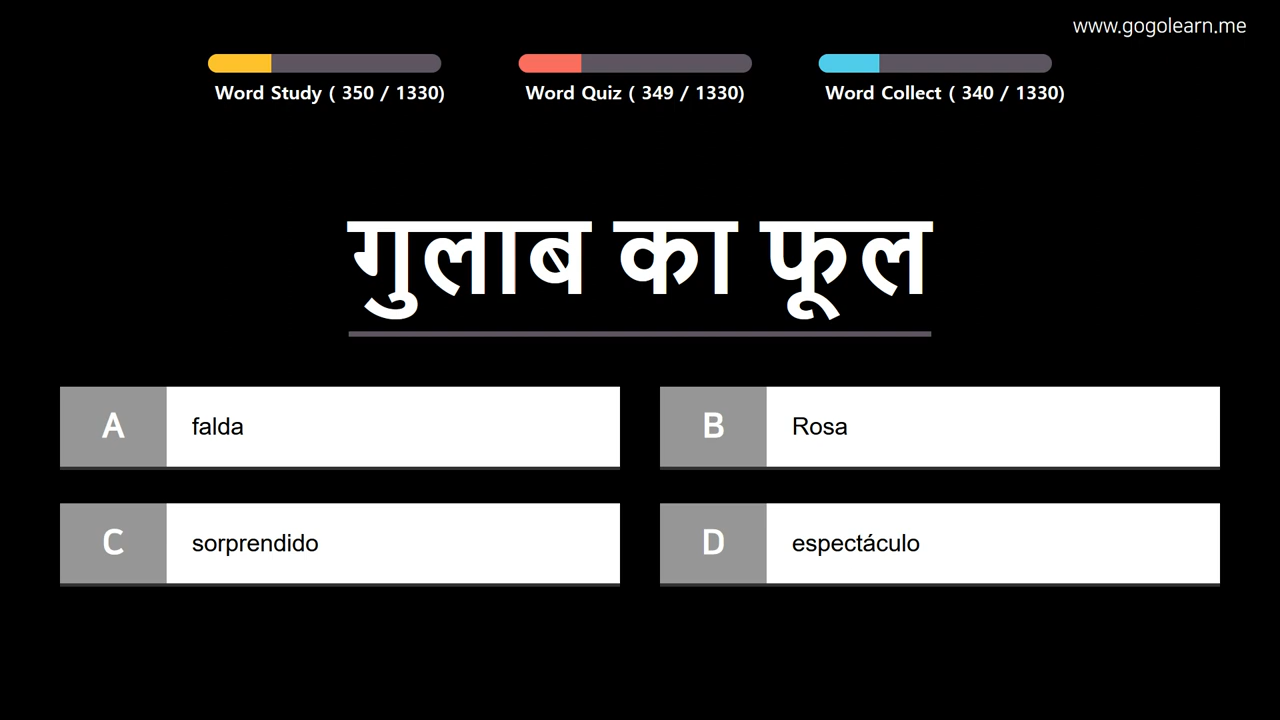 www.gogolearn.me
Word Study ( 350 / 1330)
Word Quiz ( 349 / 1330)
Word Collect ( 340 / 1330)
गुलाब का फूल
A falda
B Rosa
C sorprendido
D espectáculo